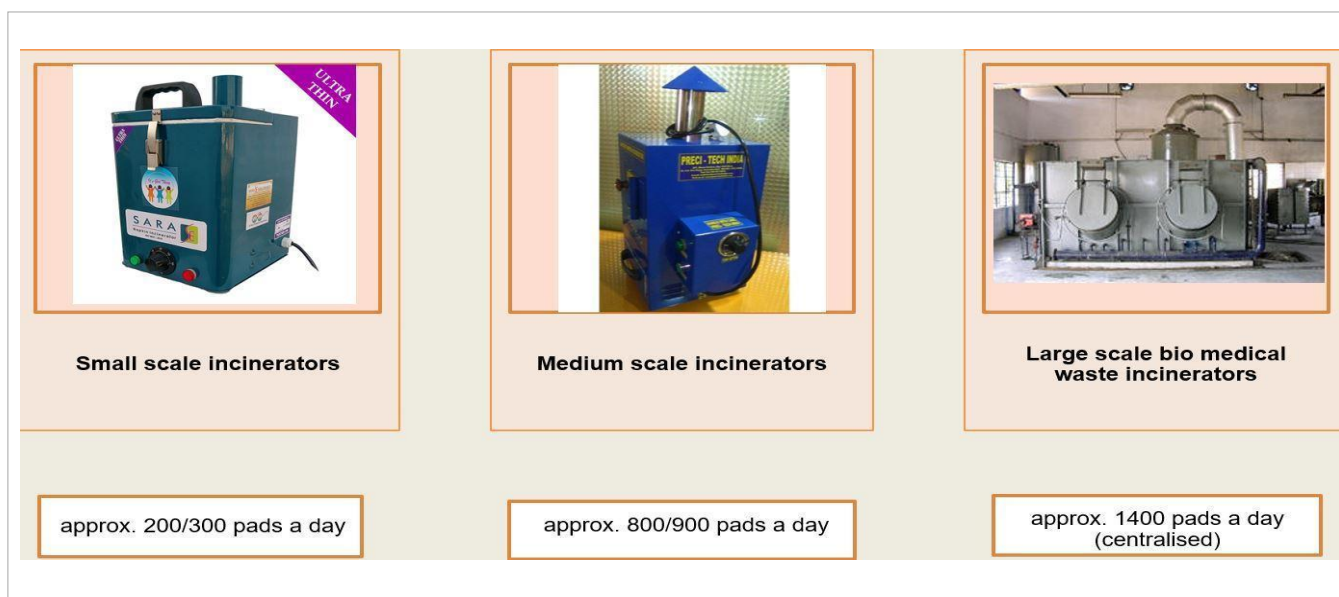 ULTRA
THIN
SARA
PRECI - TECH INDIA
Small scale incinerators
Medium scale incinerators
Large scale bio medical
waste incinerators
approx. 200/300 pads a day
approx. 800/900 pads a day
approx. 1400 pads a day
(centralised)